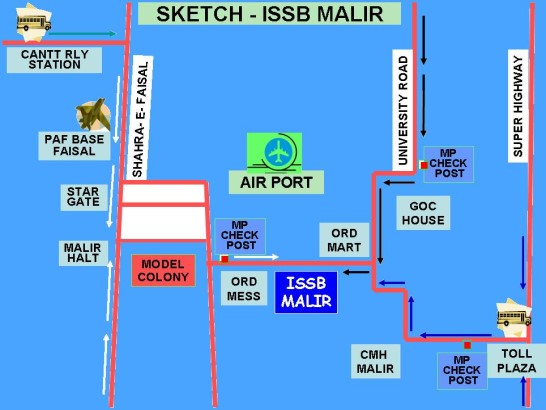 SKETCH - ISSB MALIR
CANTT RLY
STATION
SHAHRA- E- FAISAL
UNIVERSITY ROAD
SUPER HIGHWAY
PAF BASE
FAISAL
MP
CHECK
POST
AIR PORT
STAR
GATE
GOC
HOUSE
MP
CHECK
POST
ORD
MART
MALIR
HALT
MODEL
COLONY
ORD
MESS
ISSB
MALIR
CMH
MALIR
MP
CHECK
POST
TOLL
PLAZA